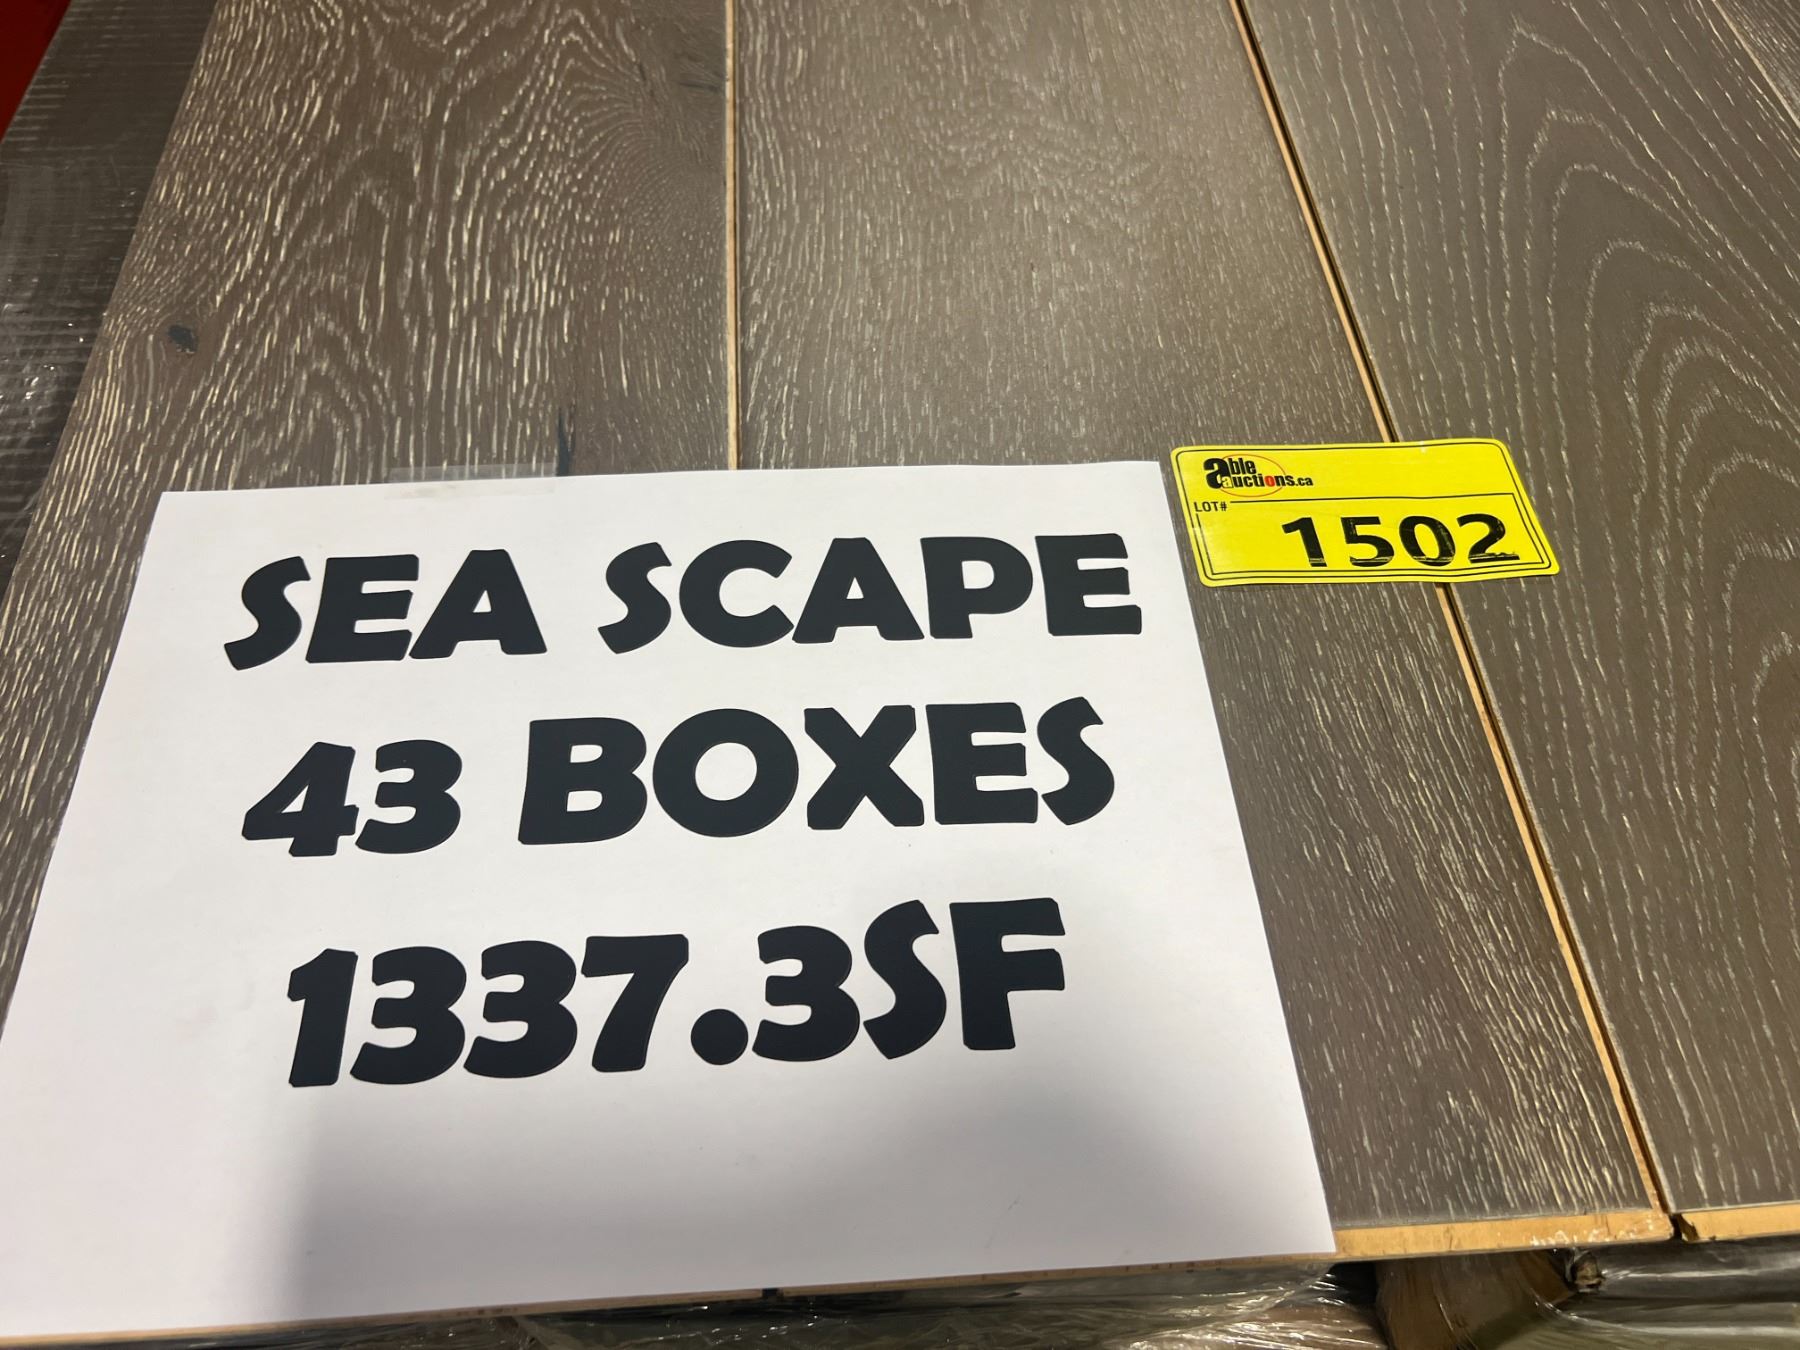 SEA SCAPE
43 BOXES
1337.3SF
able
auctions.ca
LOT#
1502